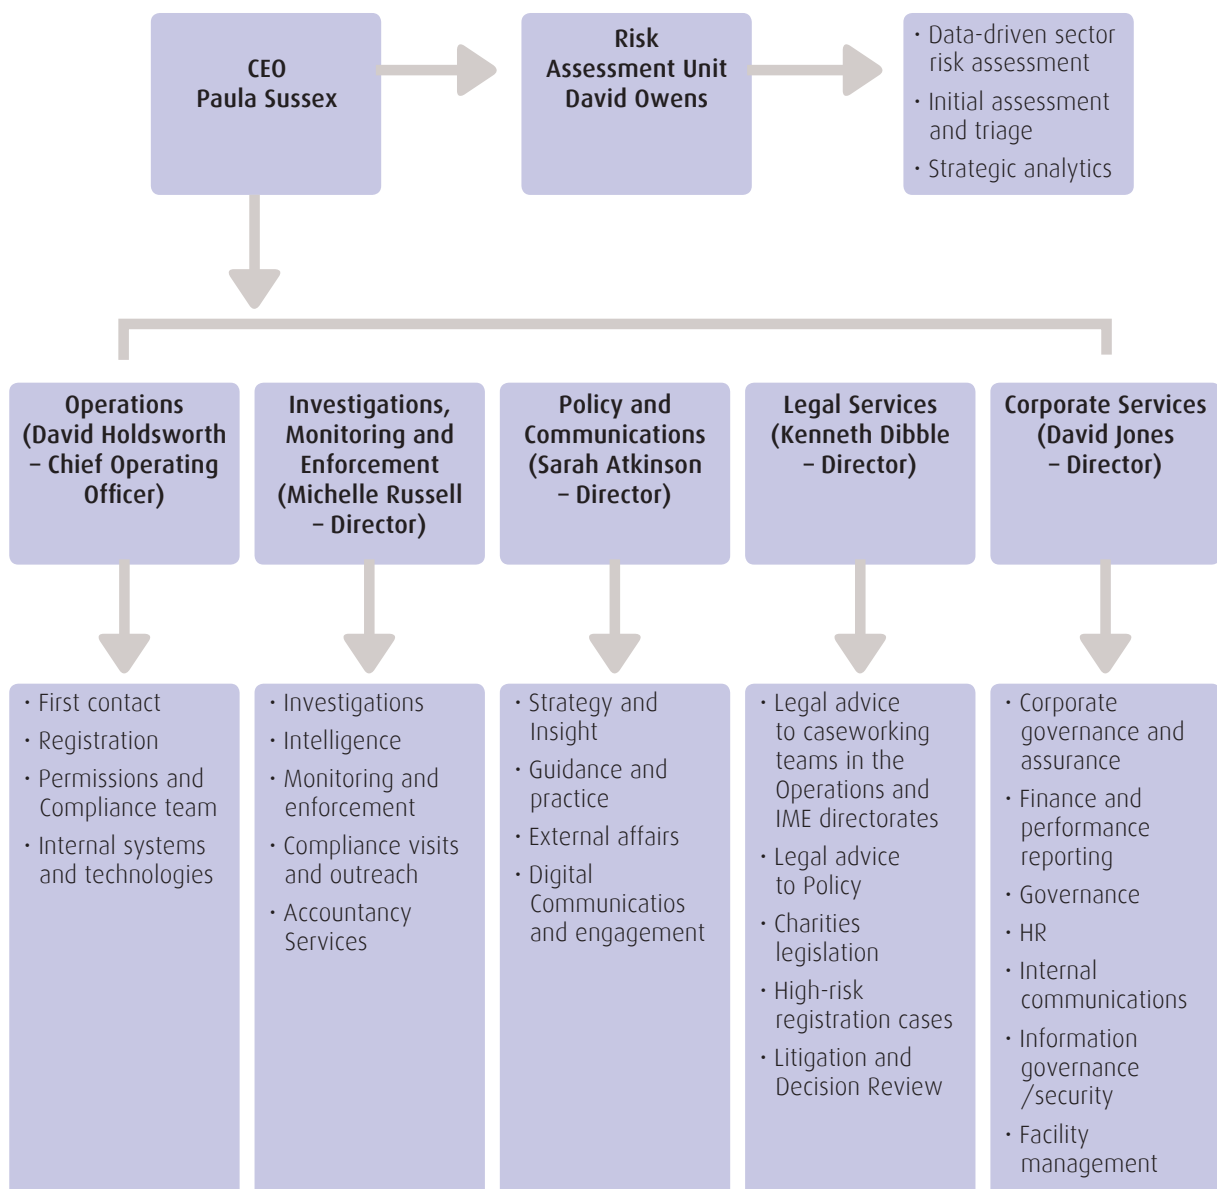 CEO
Paula Sussex
Risk
Assessment Unit
David Owens
· Data-driven sector
risk assessment
· Initial assessment
and triage
· Strategic analytics
Operations
(David Holdsworth
– Chief Operating
Officer)
Investigations,
Monitoring and
Enforcement
(Michelle Russell
– Director)
Policy and
Communications
(Sarah Atkinson
– Director)
Legal Services
(Kenneth Dibble
– Director)
Corporate Services
(David Jones
– Director)
· First contact
· Registration
· Permissions and
Compliance team
· Internal systems
and technologies
· Investigations
· Intelligence
· Monitoring and
enforcement
· Compliance visits
and outreach
· Accountancy
Services
· Strategy and
Insight
· Guidance and
practice
· External affairs
· Digital
Communicatios
and engagement
· Legal advice
to caseworking
teams in the
Operations and
IME directorates
· Legal advice
to Policy
· Charities
legislation
· High-risk
registration cases
· Litigation and
Decision Review
· Corporate
governance and
assurance
· Finance and
performance
reporting
· Governance
· HR
· Internal
communications
· Information
governance
/security
· Facility
management